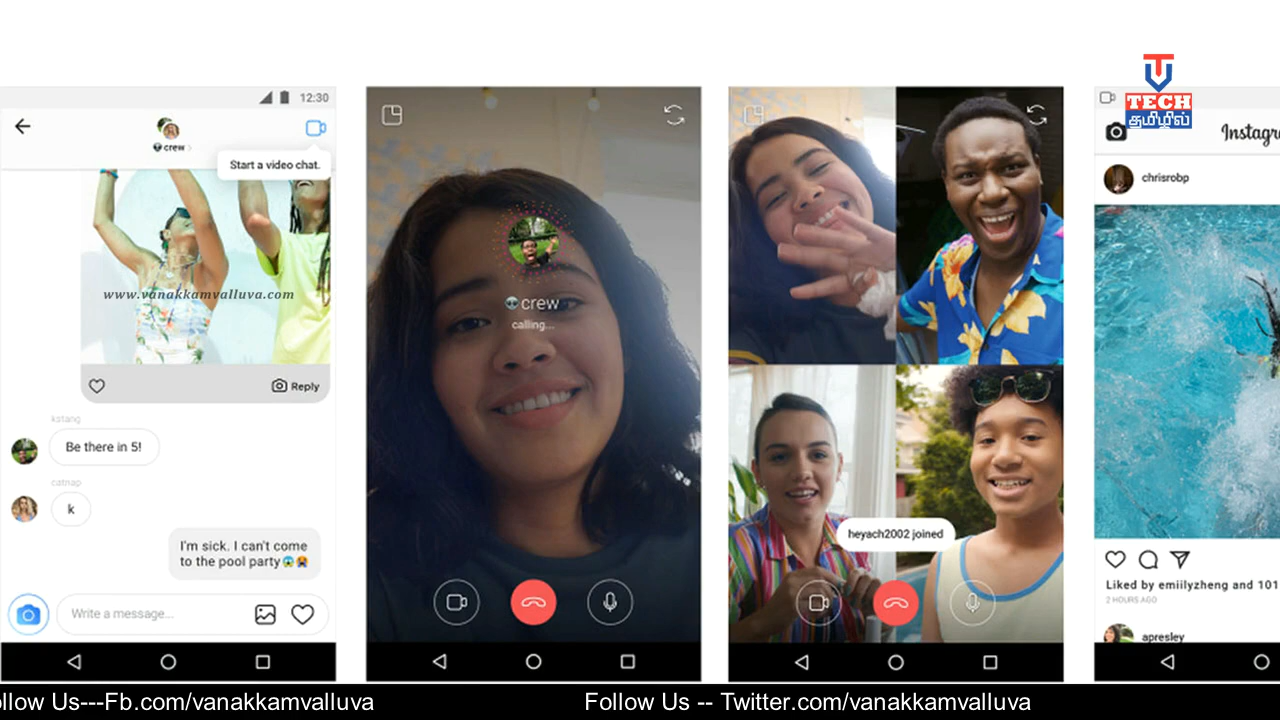 12:30
👽crew
Start a video chat.
www.vanakkamvalluva.com
Reply
kstang
Be there in 5!
catnap
k
I'm sick. I can't come
to the pool party😱😭
Write a message...
👽crew
calling...
heyach2002 joined
TECH
தமிழில்
Instagr
chrisrobp
Liked by emiilyzheng and 101
2 HOURS AGO
apresley
ollow Us---Fb.com/vanakkamvalluva
Follow Us -- Twitter.com/vanakkamvalluva